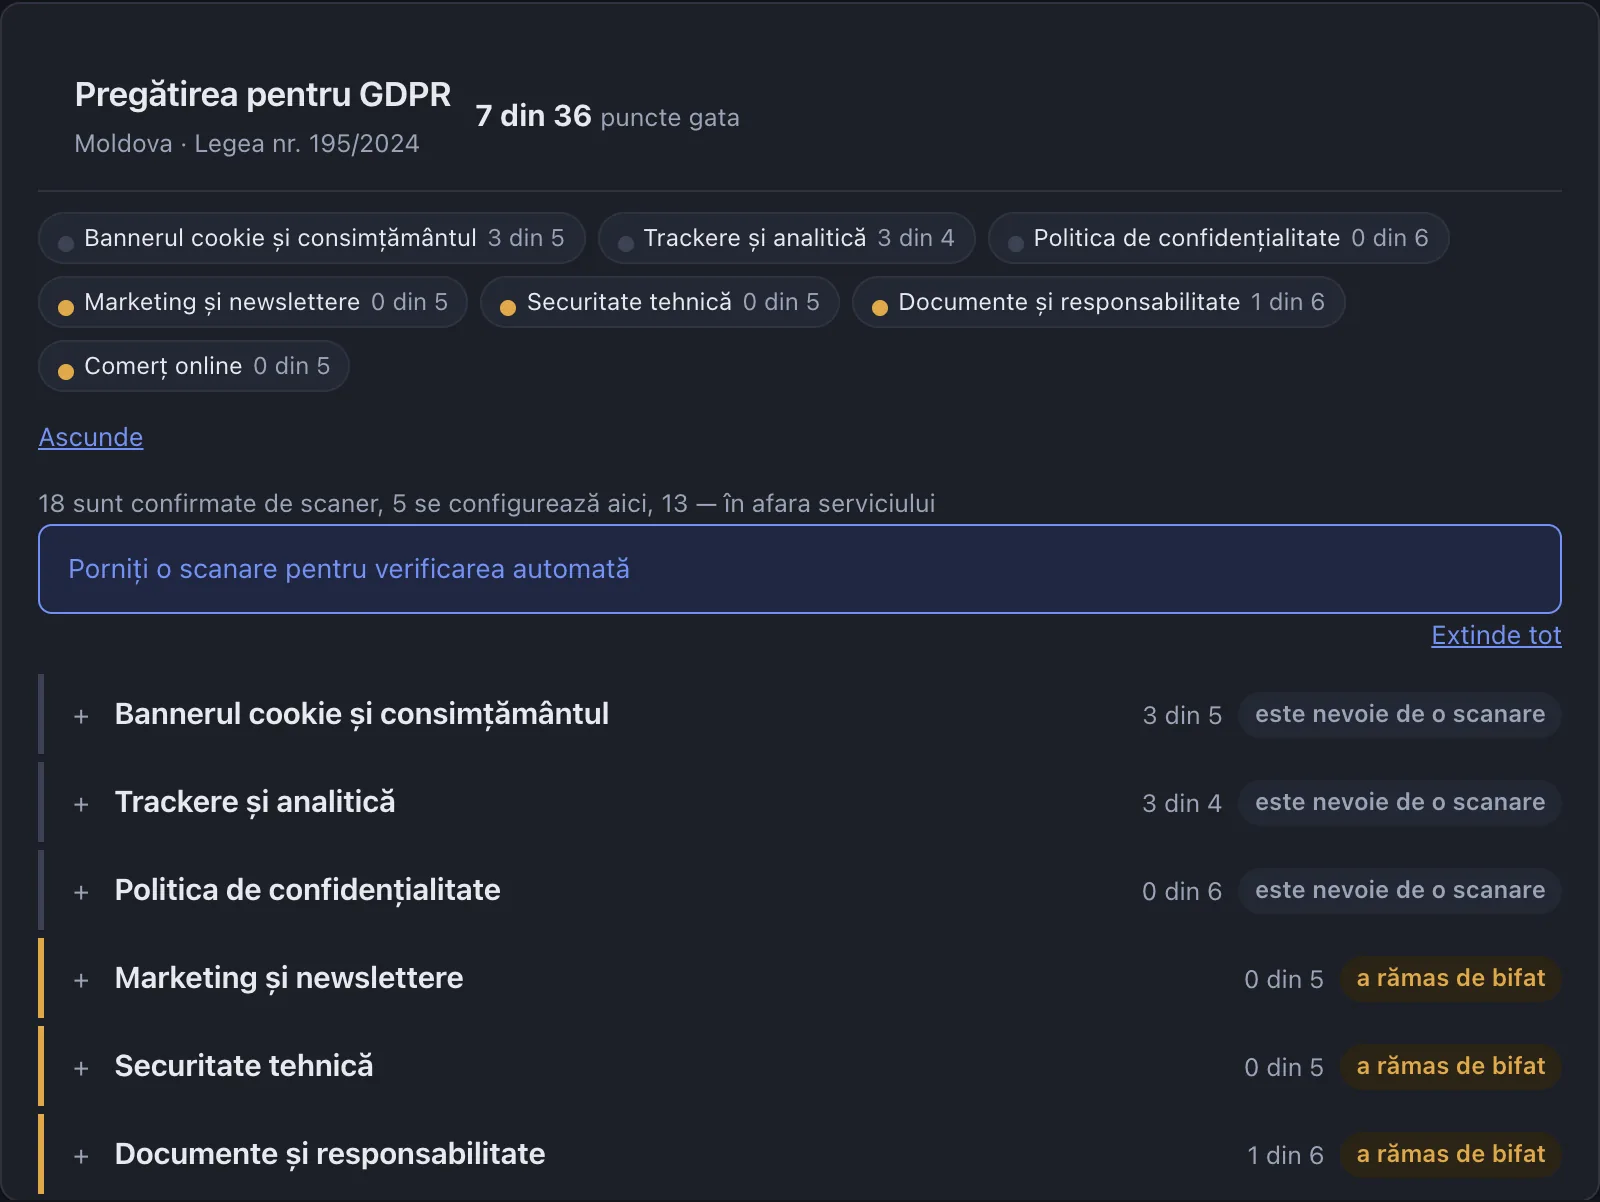 Pregătirea pentru GDPR
Moldova · Legea nr. 195/2024
7 din 36 puncte gata
Bannerul cookie și consimțământul 3 din 5
Trackere și analitică 3 din 4
Politica de confidențialitate 0 din 6
Marketing și newslettere 0 din 5
Securitate tehnică 0 din 5
Documente și responsabilitate 1 din 6
Comerț online 0 din 5
Ascunde
18 sunt confirmate de scaner, 5 se configurează aici, 13 — în afara serviciului
Porniți o scanare pentru verificarea automată
Extinde tot
+ Bannerul cookie și consimțământul 3 din 5 este nevoie de o scanare
+ Trackere și analitică 3 din 4 este nevoie de o scanare
+ Politica de confidențialitate 0 din 6 este nevoie de o scanare
+ Marketing și newslettere 0 din 5 a rămas de bifat
+ Securitate tehnică 0 din 5 a rămas de bifat
+ Documente și responsabilitate 1 din 6 a rămas de bifat